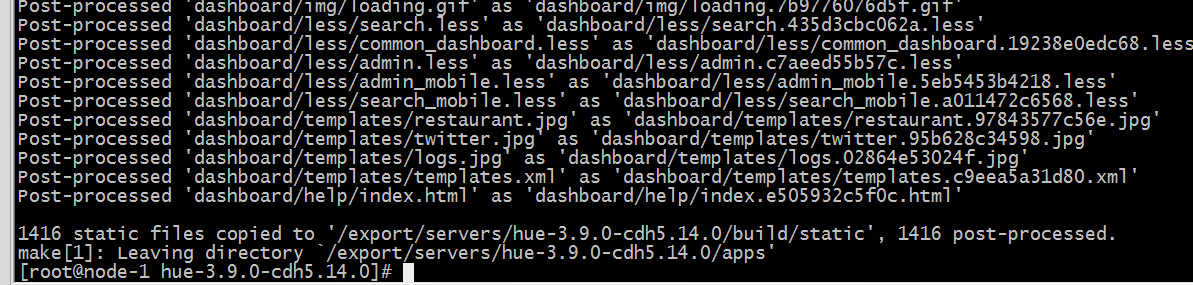 Post-processed 'dashboard/img/loading.gif' as 'dashboard/img/loading.7b9776076d5f.gif'
Post-processed 'dashboard/less/search.less' as 'dashboard/less/search.435d3cbc062a.less'
Post-processed 'dashboard/less/common_dashboard.less' as 'dashboard/less/common_dashboard.19238e0edc68.less
Post-processed 'dashboard/less/admin.less' as 'dashboard/less/admin.c7aeed55b57c.less'
Post-processed 'dashboard/less/admin_mobile.less' as 'dashboard/less/admin_mobile.5eb5453b4218.less'
Post-processed 'dashboard/less/search_mobile.less' as 'dashboard/less/search_mobile.a011472c6568.less'
Post-processed 'dashboard/templates/restaurant.jpg' as 'dashboard/templates/restaurant.97843577c56e.jpg'
Post-processed 'dashboard/templates/twitter.jpg' as 'dashboard/templates/twitter.95b628c34598.jpg'
Post-processed 'dashboard/templates/logs.jpg' as 'dashboard/templates/logs.02864e53024f.jpg'
Post-processed 'dashboard/templates/templates.xml' as 'dashboard/templates/templates.c9eea5a31d80.xml'
Post-processed 'dashboard/help/index.html' as 'dashboard/help/index.e505932c5f0c.html'
1416 static files copied to '/export/servers/hue-3.9.0-cdh5.14.0/build/static', 1416 post-processed.
make[1]: Leaving directory `/export/servers/hue-3.9.0-cdh5.14.0/apps'
[root@node-1 hue-3.9.0-cdh5.14.0]#